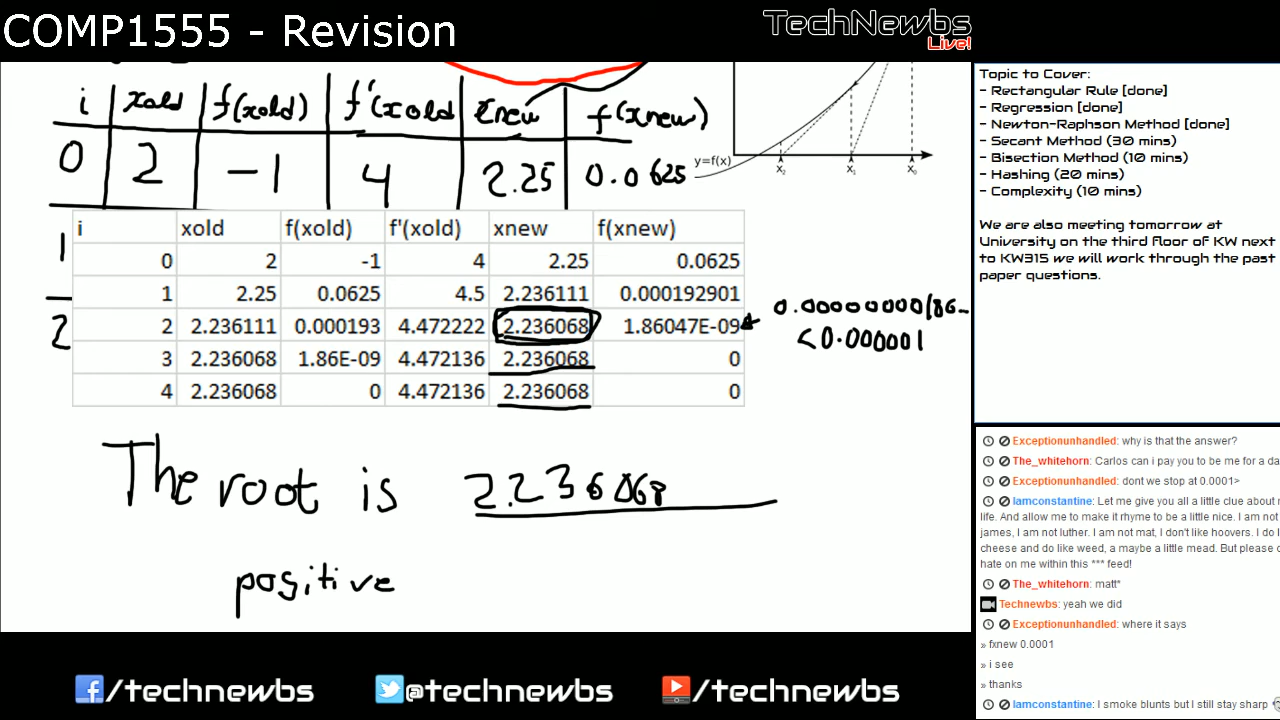 COMP1555 - Revision
TechNewbs
Live!
i xold f(xold) f'(xold xnew f(xnew)
0 2 -1 4 2.25 0.0625
1
2
y=f(x)
x₂ x₁ x₀
i xold f(xold) f'(xold) xnew f(xnew)
0 2 -1 4 2.25 0.0625
1 2.25 0.0625 4.5 2.236111 0.000192901
2 2.236111 0.000193 4.472222 2.236068 1.86047E-09
3 2.236068 1.86E-09 4.472136 2.236068 0
4 2.236068 0 4.472136 2.236068 0
<0.000001
The root is 2.236068
positive
Topic to Cover:
- Rectangular Rule [done]
- Regression [done]
- Newton-Raphson Method [done]
- Secant Method (30 mins)
- Bisection Method (10 mins)
- Hashing (20 mins)
- Complexity (10 mins)
We are also meeting tomorrow at
University on the third floor of KW next
to KW315 we will work through the past
paper questions.
Exceptionunhandled: why is that the answer?
The_whitehorn: Carlos can i pay you to be me for a da
Exceptionunhandled: dont we stop at 0.0001>
Iamconstantine: Let me give you all a little clue about m
life. And allow me to make it rhyme to be a little nice. I am not
james, I am not luther. I am not mat, I don't like hoovers. I do l
cheese and do like weed, a maybe a little mead. But please d
hate on me within this *** feed!
The_whitehorn: matt*
Technewbs: yeah we did
Exceptionunhandled: where it says
» fxnew 0.0001
» i see
» thanks
Iamconstantine: I smoke blunts but I still stay sharp
/technewbs
@technewbs
/technewbs